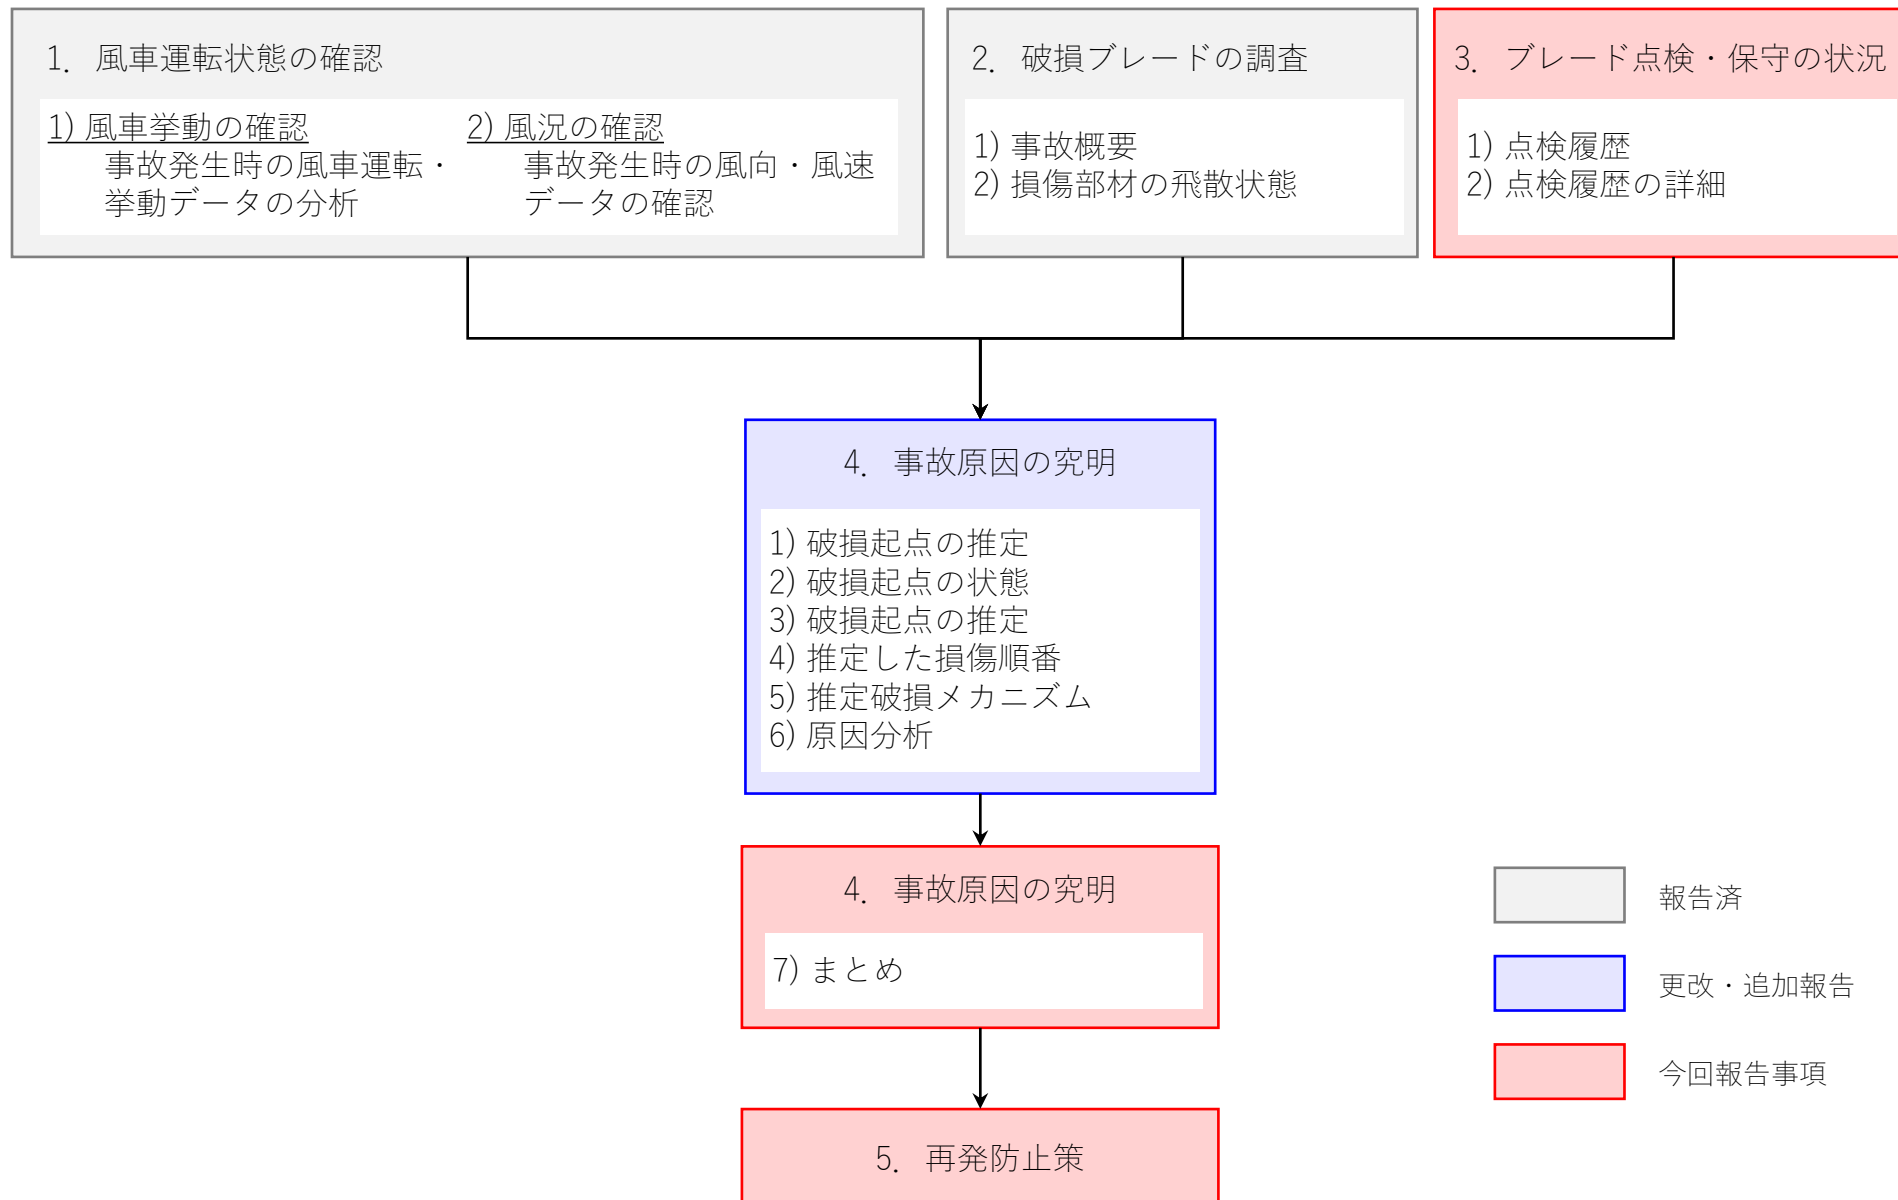 1. 風車運転状態の確認
1) 風車挙動の確認
事故発生時の風車運転・
挙動データの分析
2) 風況の確認
事故発生時の風向・風速
データの確認
2. 破損ブレードの調査
1) 事故概要
2) 損傷部材の飛散状態
3. ブレード点検・保守の状況
1) 点検履歴
2) 点検履歴の詳細
4. 事故原因の究明
1) 破損起点の推定
2) 破損起点の状態
3) 破損起点の推定
4) 推定した損傷順番
5) 推定破損メカニズム
6) 原因分析
4. 事故原因の究明
7) まとめ
5. 再発防止策
報告済
更改・追加報告
今回報告事項